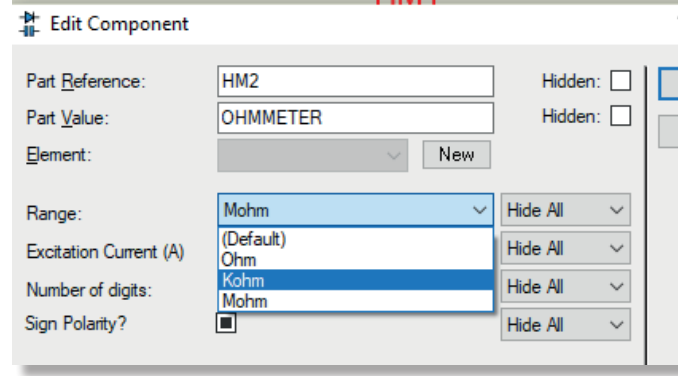 Edit Component
Part Reference: HM2 Hidden:
Part Value: OHMMETER Hidden:
Element: New
Range: Mohm Hide All
(Default)
Excitation Current (A) Hide All
Ohm
Kohm
Number of digits: Hide All
Mohm
Sign Polarity? Hide All